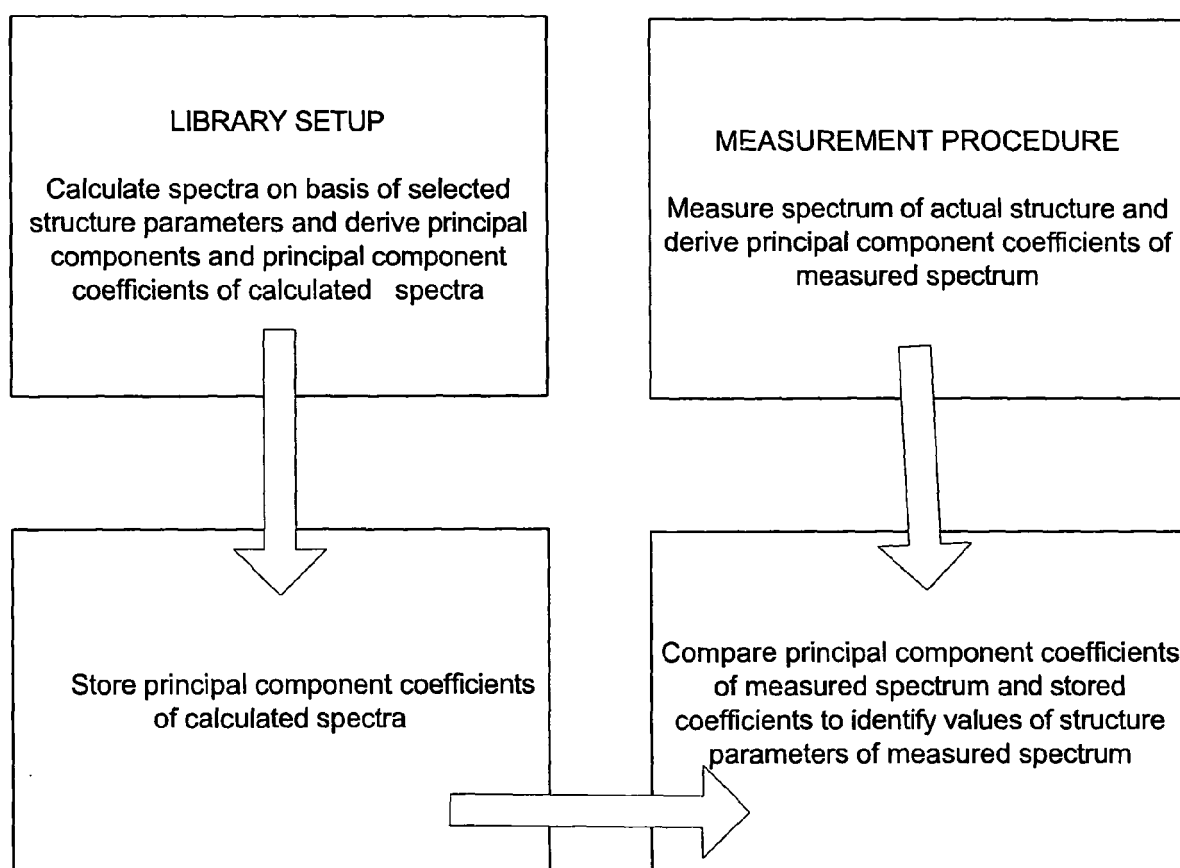 LIBRARY SETUP
Calculate spectra on basis of selected
structure parameters and derive principal
components and principal component
coefficients of calculated spectra
MEASUREMENT PROCEDURE
Measure spectrum of actual structure and
derive principal component coefficients of
measured spectrum
Store principal component coefficients
of calculated spectra
Compare principal component coefficients
of measured spectrum and stored
coefficients to identify values of structure
parameters of measured spectrum